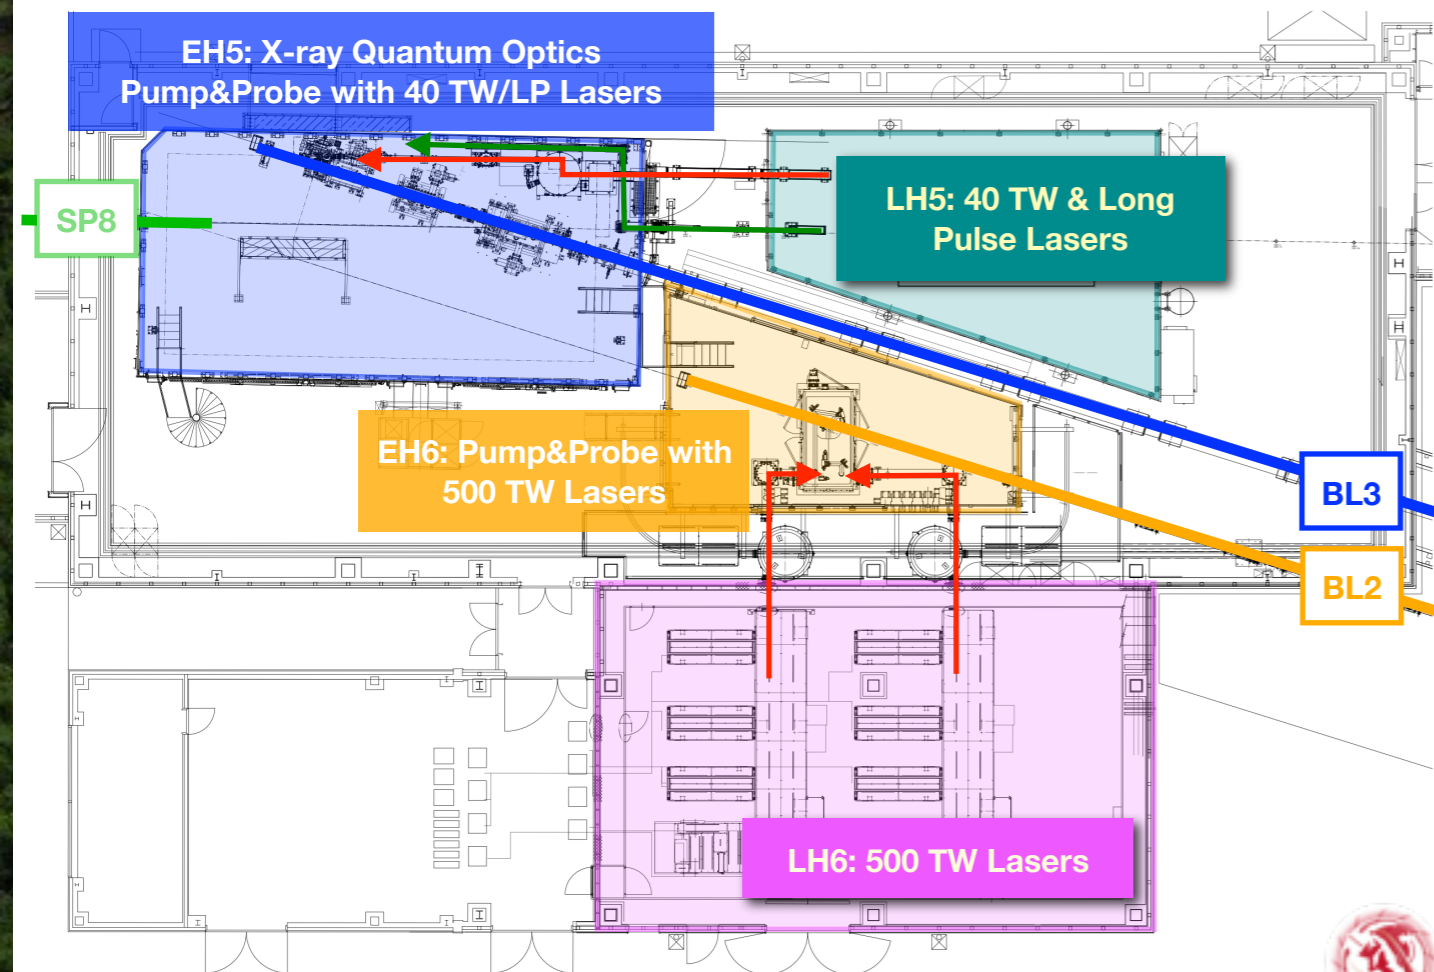 EH5: X-ray Quantum Optics
Pump&Probe with 40 TW/LP Lasers
SP8
LH5: 40 TW & Long
Pulse Lasers
EH6: Pump&Probe with
500 TW Lasers
BL3
BL2
LH6: 500 TW Lasers